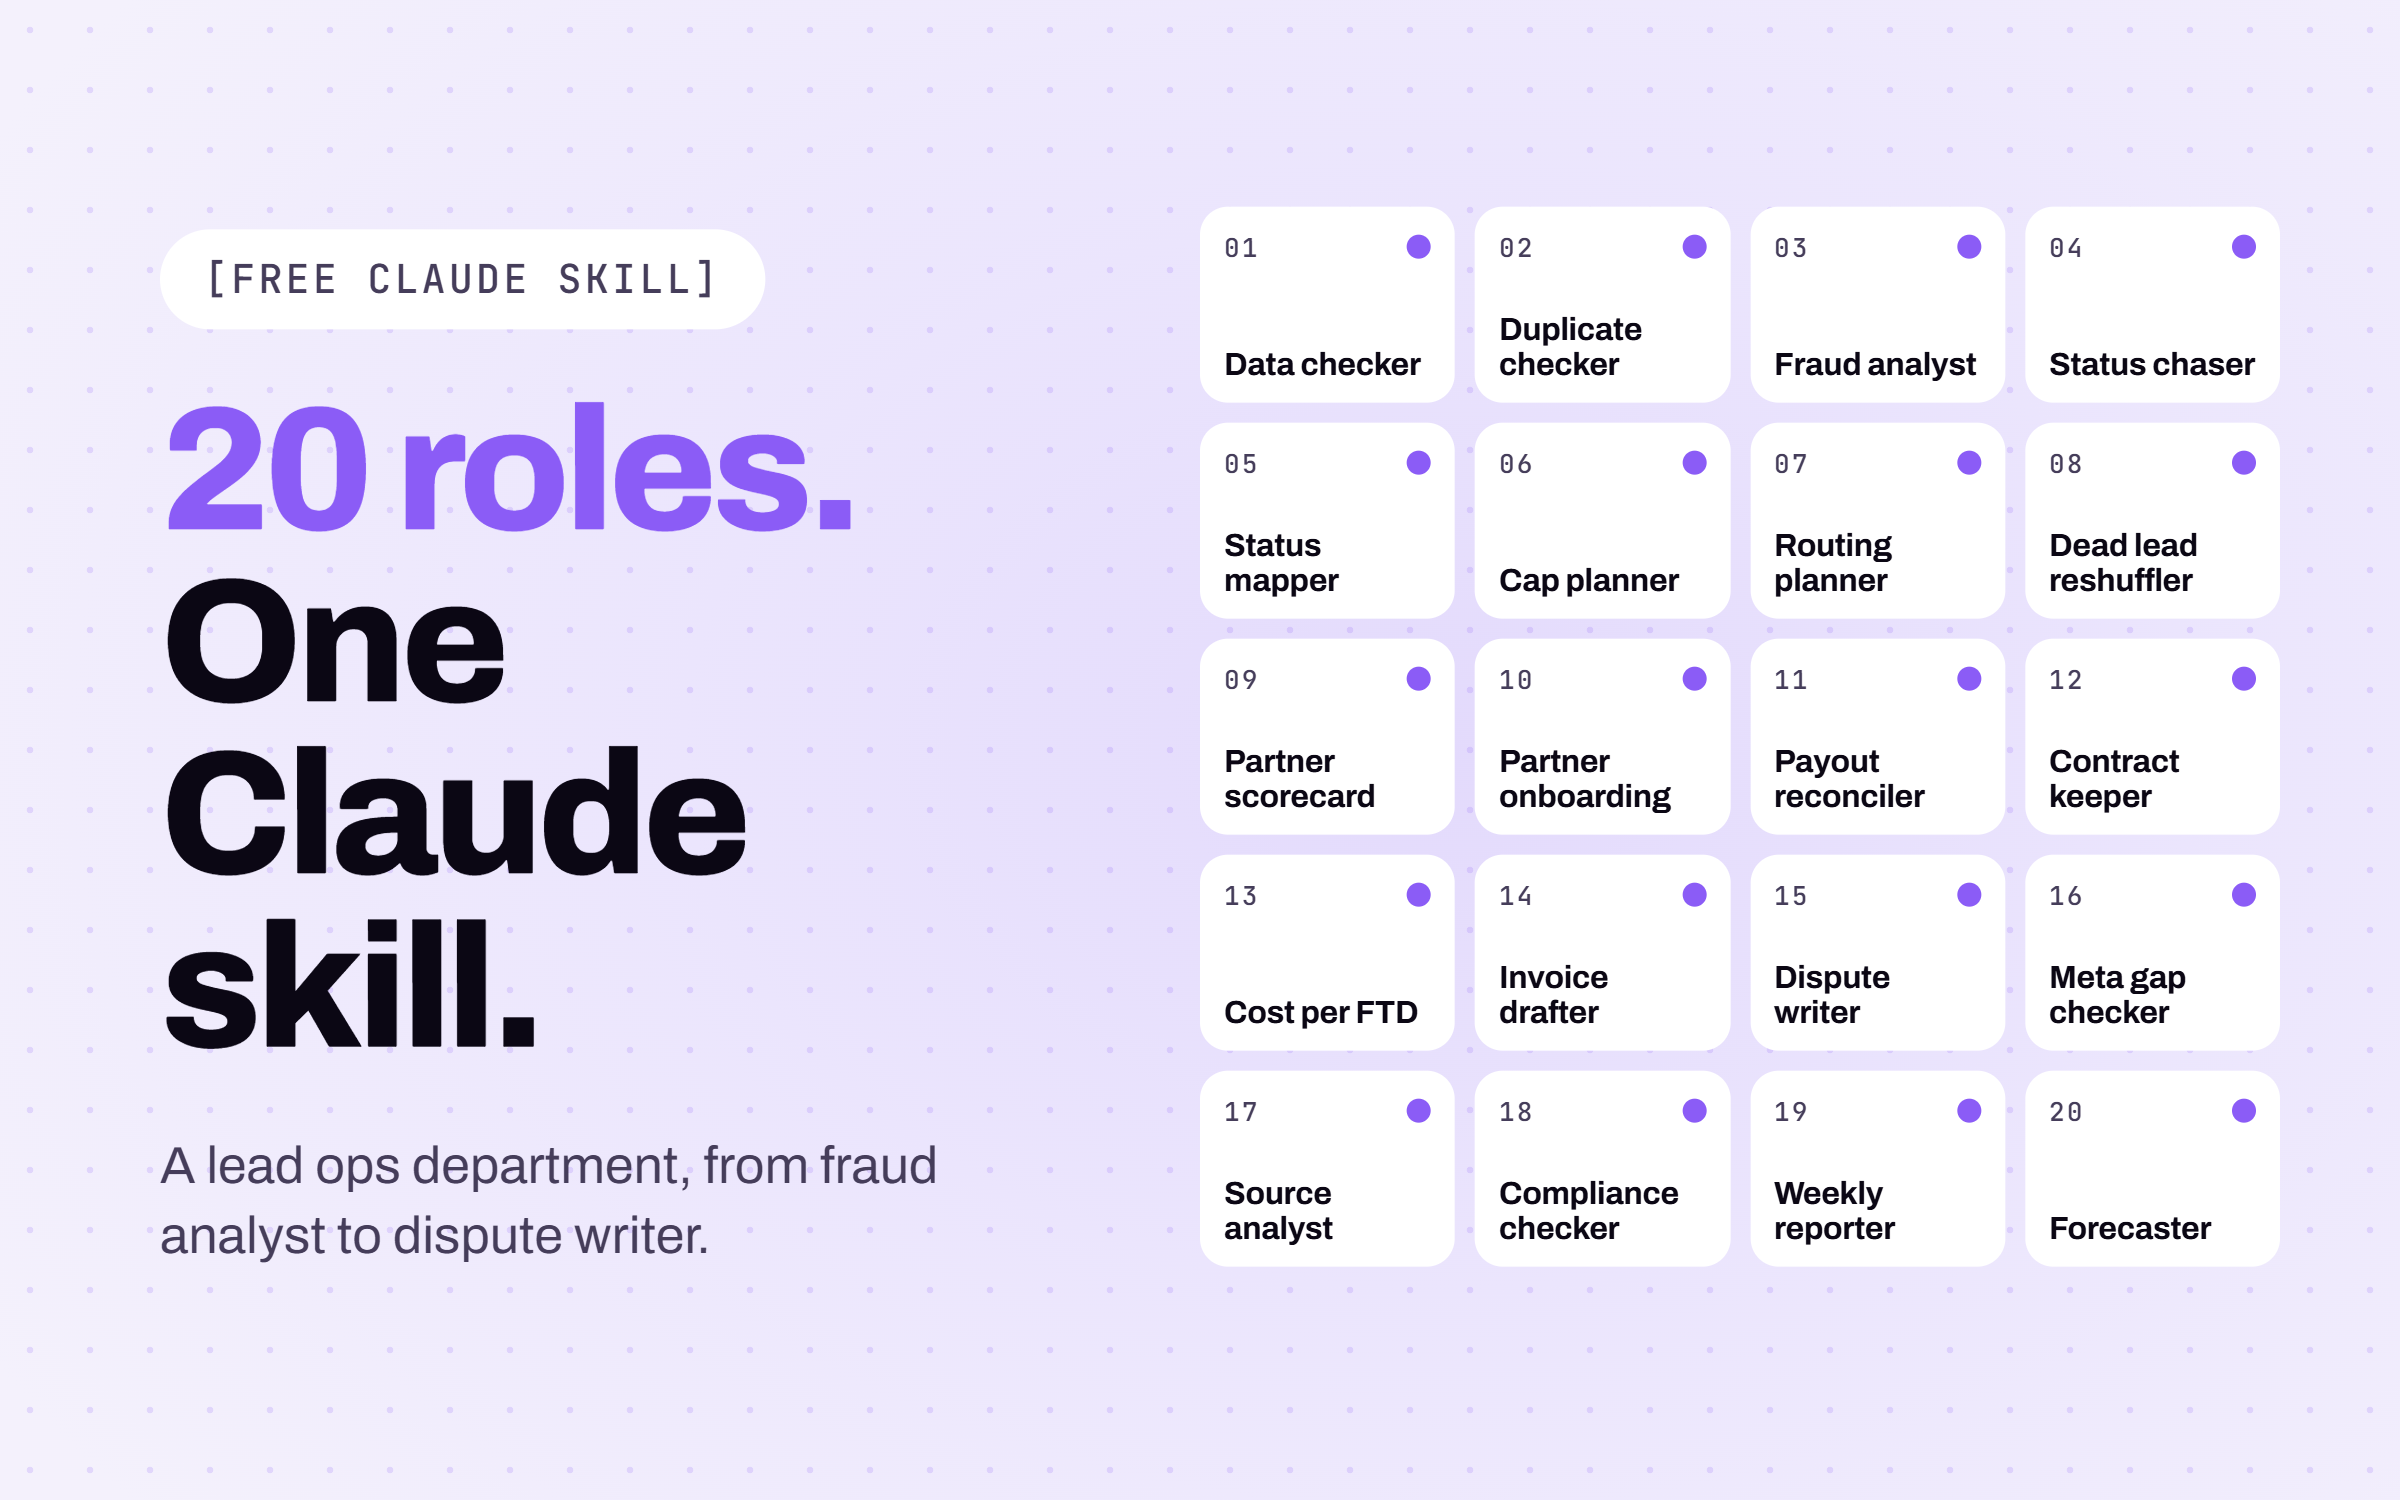 [FREE CLAUDE SKILL]
20 roles.
One
Claude
skill.
A lead ops department, from fraud
analyst to dispute writer.
01
Data checker
02
Duplicate
checker
03
Fraud analyst
04
Status chaser
05
Status
mapper
06
Cap planner
07
Routing
planner
08
Dead lead
reshuffler
09
Partner
scorecard
10
Partner
onboarding
11
Payout
reconciler
12
Contract
keeper
13
Cost per FTD
14
Invoice
drafter
15
Dispute
writer
16
Meta gap
checker
17
Source
analyst
18
Compliance
checker
19
Weekly
reporter
20
Forecaster